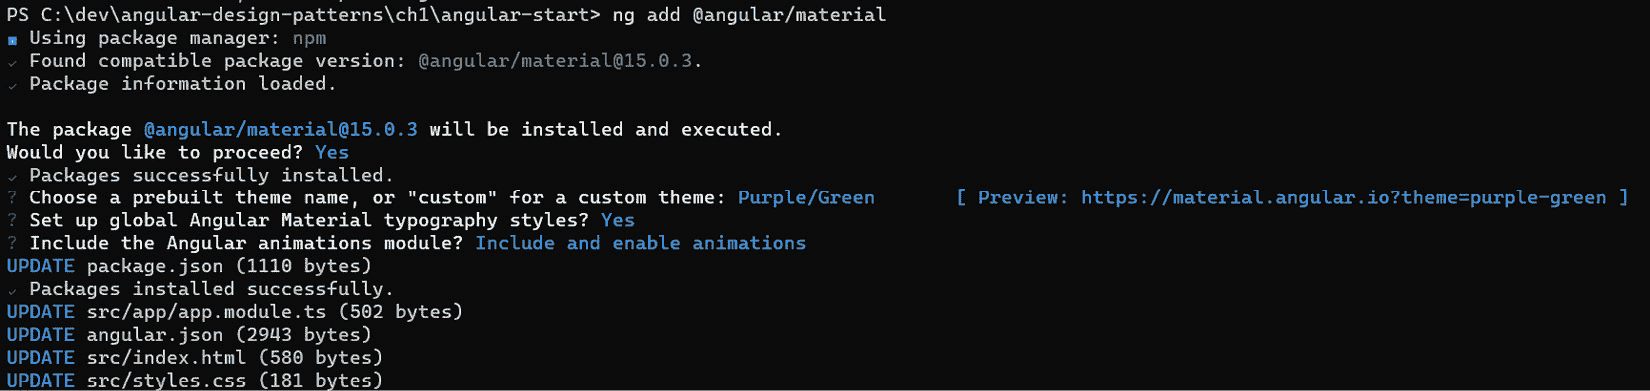 PS C:\dev\angular-design-patterns\ch1\angular-start> ng add @angular/material
Using package manager: npm
✓ Found compatible package version: @angular/material@15.0.3.
✓ Package information loaded.
The package @angular/material@15.0.3 will be installed and executed.
Would you like to proceed? Yes
✓ Packages successfully installed.
? Choose a prebuilt theme name, or "custom" for a custom theme: Purple/Green [ Preview: https://material.angular.io?theme=purple-green ]
? Set up global Angular Material typography styles? Yes
? Include the Angular animations module? Include and enable animations
UPDATE package.json (1110 bytes)
✓ Packages installed successfully.
UPDATE src/app/app.module.ts (502 bytes)
UPDATE angular.json (2943 bytes)
UPDATE src/index.html (580 bytes)
UPDATE src/styles.css (181 bytes)